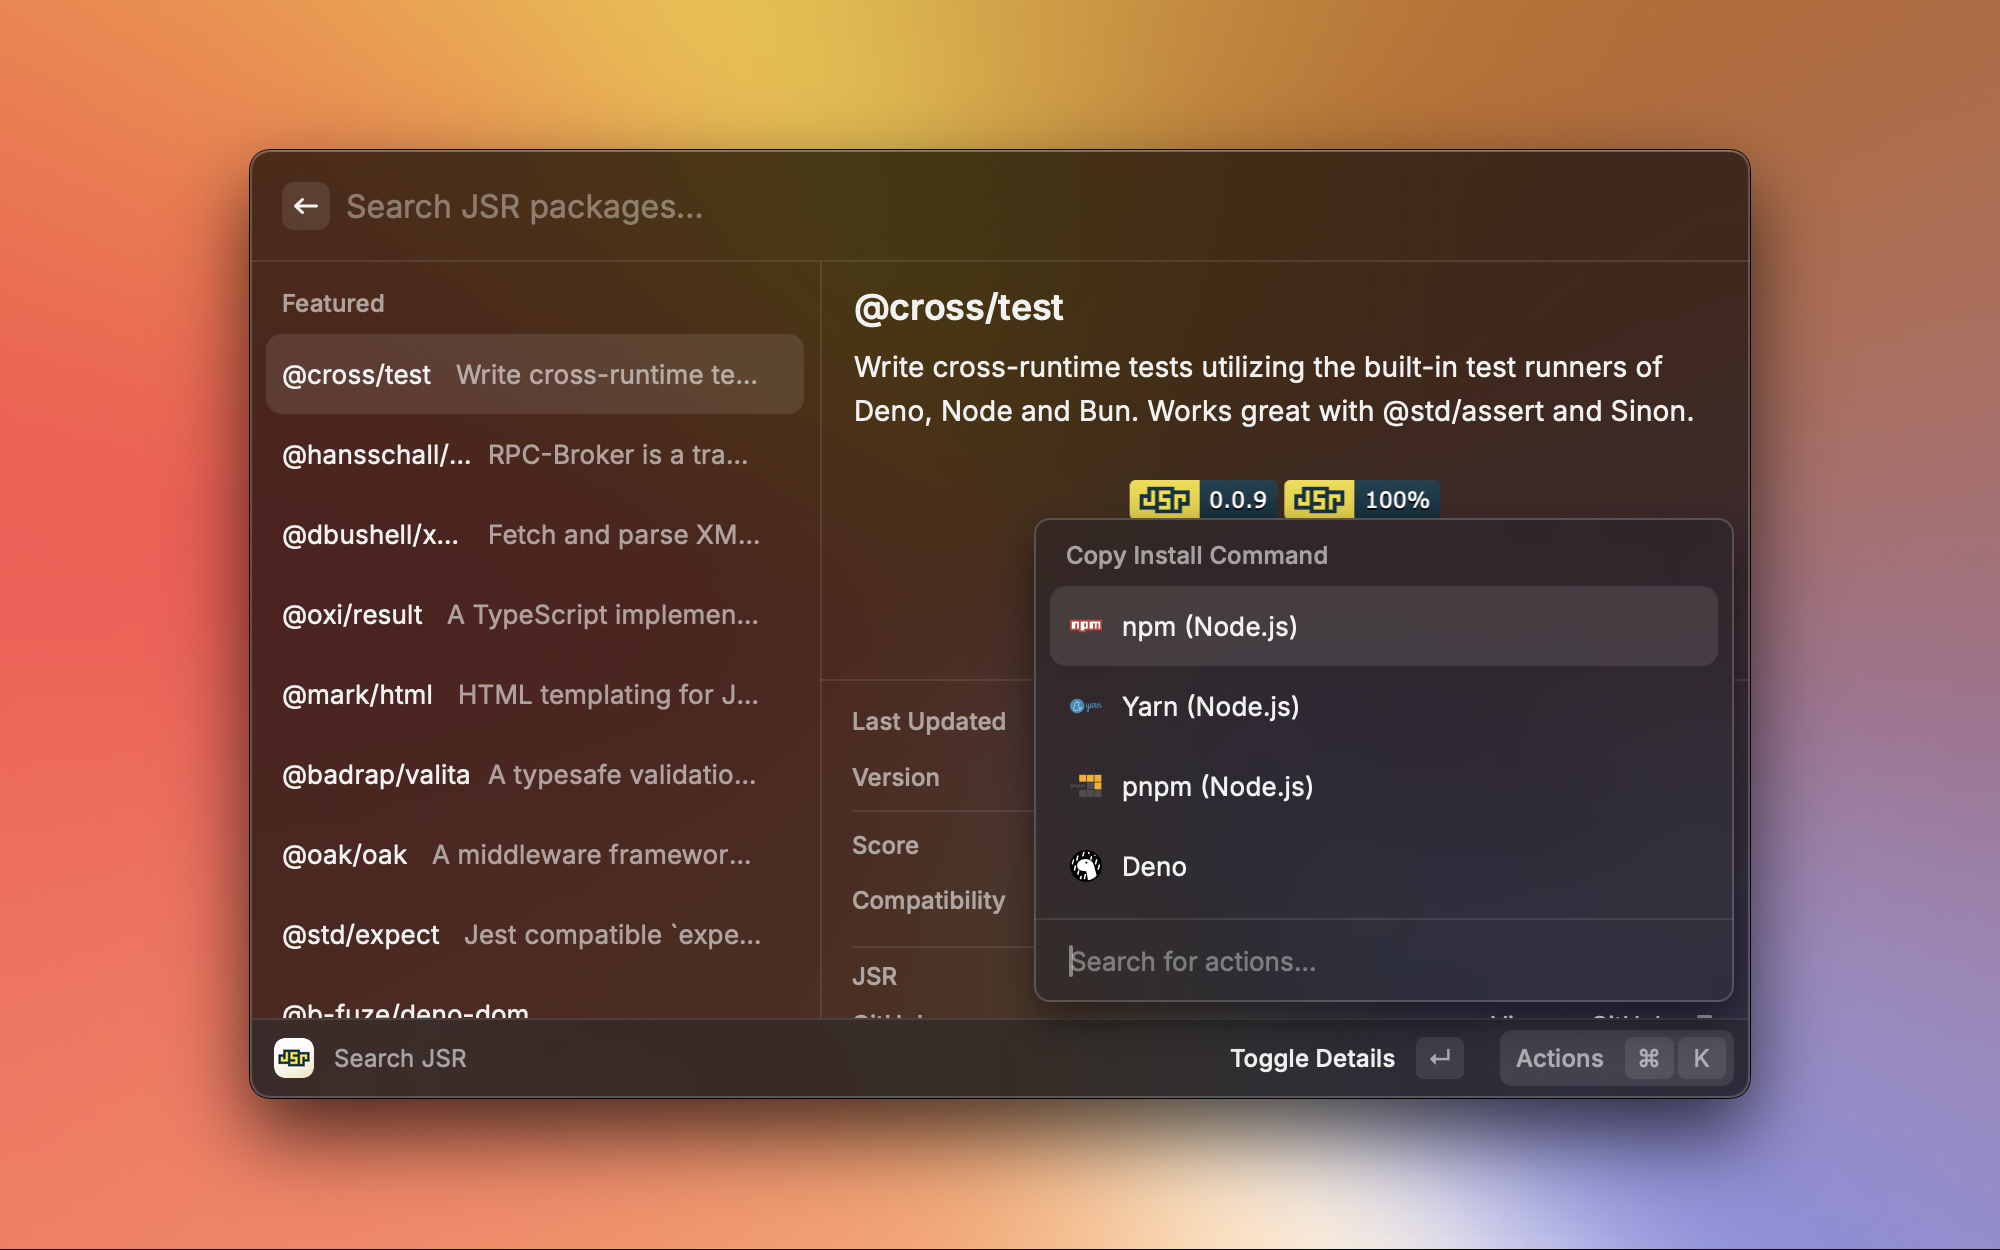 Search JSR packages...
Featured
@cross/test Write cross-runtime te...
@hansschall/... RPC-Broker is a tra...
@dbushell/x... Fetch and parse XM...
@oxi/result A TypeScript implemen...
@mark/html HTML templating for J...
@badrap/valita A typesafe validatio...
@oak/oak A middleware framewor...
@std/expect Jest compatible `expe...
@b-fuze/deno-dom
@cross/test
Write cross-runtime tests utilizing the built-in test runners of
Deno, Node and Bun. Works great with @std/assert and Sinon.
JSR 0.0.9 JSR 100%
Last Updated
Version
Score
Compatibility
JSR
GitHub
Copy Install Command
npm npm (Node.js)
yarn Yarn (Node.js)
pnpm (Node.js)
Deno
Search for actions...
JSR Search JSR
Toggle Details ↵ Actions ⌘ K